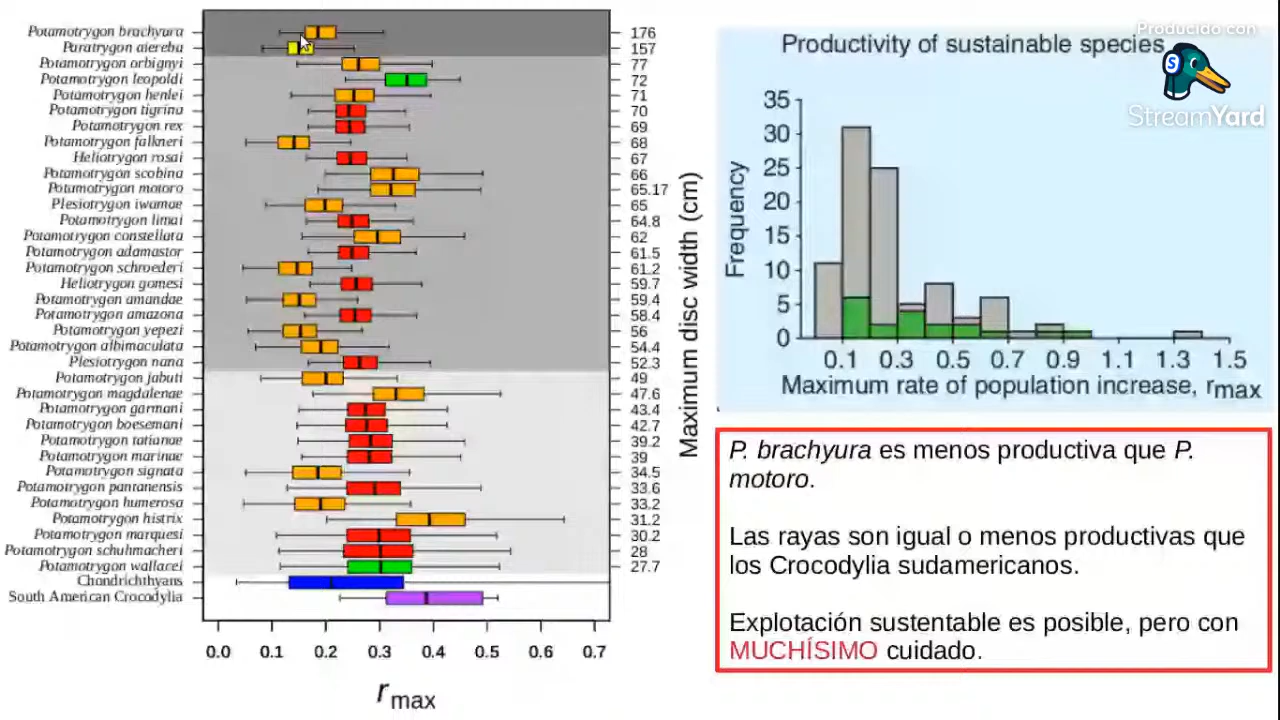 Potamotrygon brachyura
Paratrygon aiereba
Potamotrygon orbignyi
Potamotrygon leopoldi
Potamotrygon henlei
Potamotrygon tigrina
Potamotrygon rex
Potamotrygon falkneri
Heliotrygon rosai
Potamotrygon scobina
Potamotrygon motoro
Plesiotrygon iwamae
Potamotrygon limai
Potamotrygon constellata
Potamotrygon adamastor
Potamotrygon schroederi
Heliotrygon gomesi
Potamotrygon amandae
Potamotrygon amazona
Potamotrygon yepezi
Potamotrygon albimaculata
Plesiotrygon nana
Potamotrygon jabuti
Potamotrygon magdalenae
Potamotrygon garmani
Potamotrygon boesemani
Potamotrygon tatianae
Potamotrygon marinae
Potamotrygon signata
Potamotrygon pantanensis
Potamotrygon humerosa
Potamotrygon histrix
Potamotrygon marquesi
Potamotrygon schuhmacheri
Potamotrygon wallacei
Chondrichthyans
South American Crocodylia
176
157
77
72
71
70
69
68
67
66
65.17
65
64.8
62
61.5
61.2
59.7
59.4
58.4
56
54.4
52.3
49
47.6
43.4
42.7
39.2
39
34.5
33.6
33.2
31.2
30.2
28
27.7
Maximum disc width (cm)
0.0 0.1 0.2 0.3 0.4 0.5 0.6 0.7
rmax
Producido con
StreamYard
Productivity of sustainable species
Frequency
35
30
25
20
15
10
5
0
0.1 0.3 0.5 0.7 0.9 1.1 1.3 1.5
Maximum rate of population increase, rmax
P. brachyura es menos productiva que P.
motoro.
Las rayas son igual o menos productivas que
los Crocodylia sudamericanos.
Explotación sustentable es posible, pero con
MUCHÍSIMO cuidado.